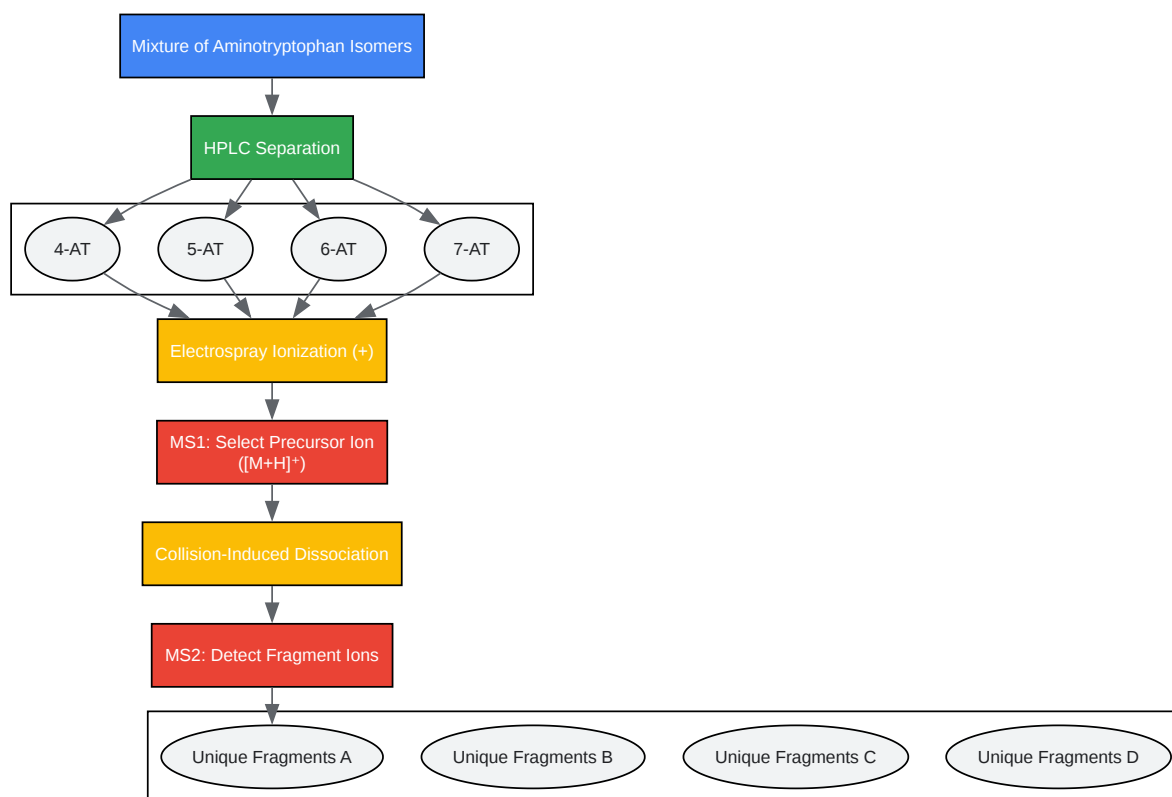 Mixture of Aminotryptophan Isomers
HPLC Separation
4-AT
5-AT
6-AT
7-AT
Electrospray Ionization (+)
MS1: Select Precursor Ion
([M+H]⁺)
Collision-Induced Dissociation
MS2: Detect Fragment Ions
Unique Fragments A
Unique Fragments B
Unique Fragments C
Unique Fragments D